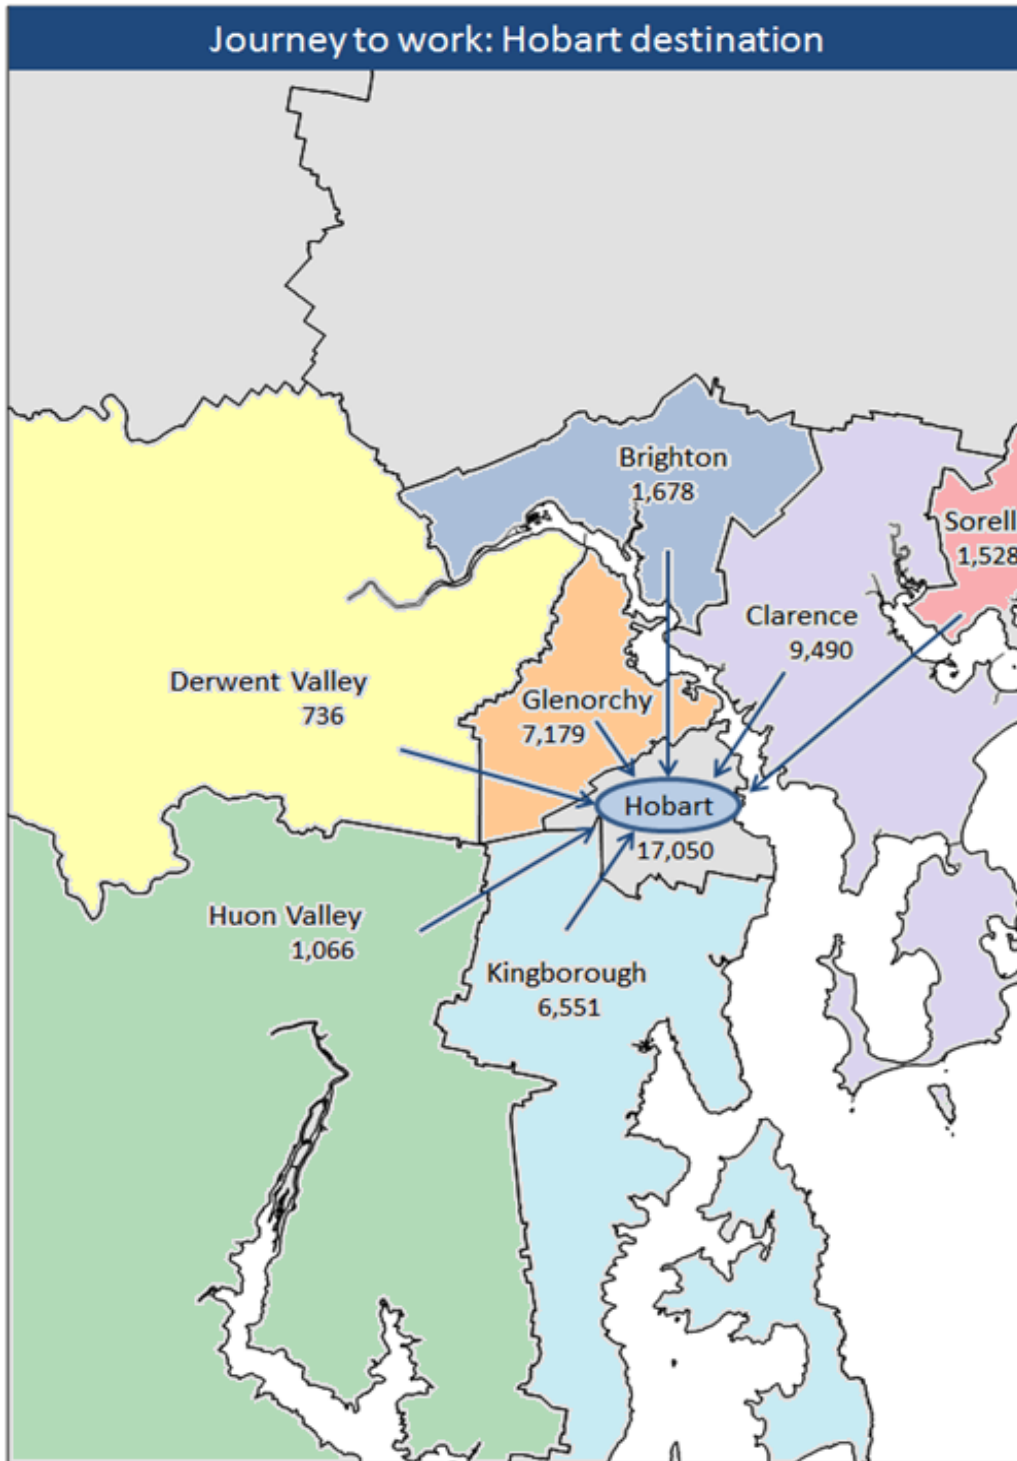 Journey to work: Hobart destination
Brighton
1,678
Sorell
1,528
Clarence
9,490
Derwent Valley
736
Glenorchy
7,179
Hobart
17,050
Huon Valley
1,066
Kingborough
6,551